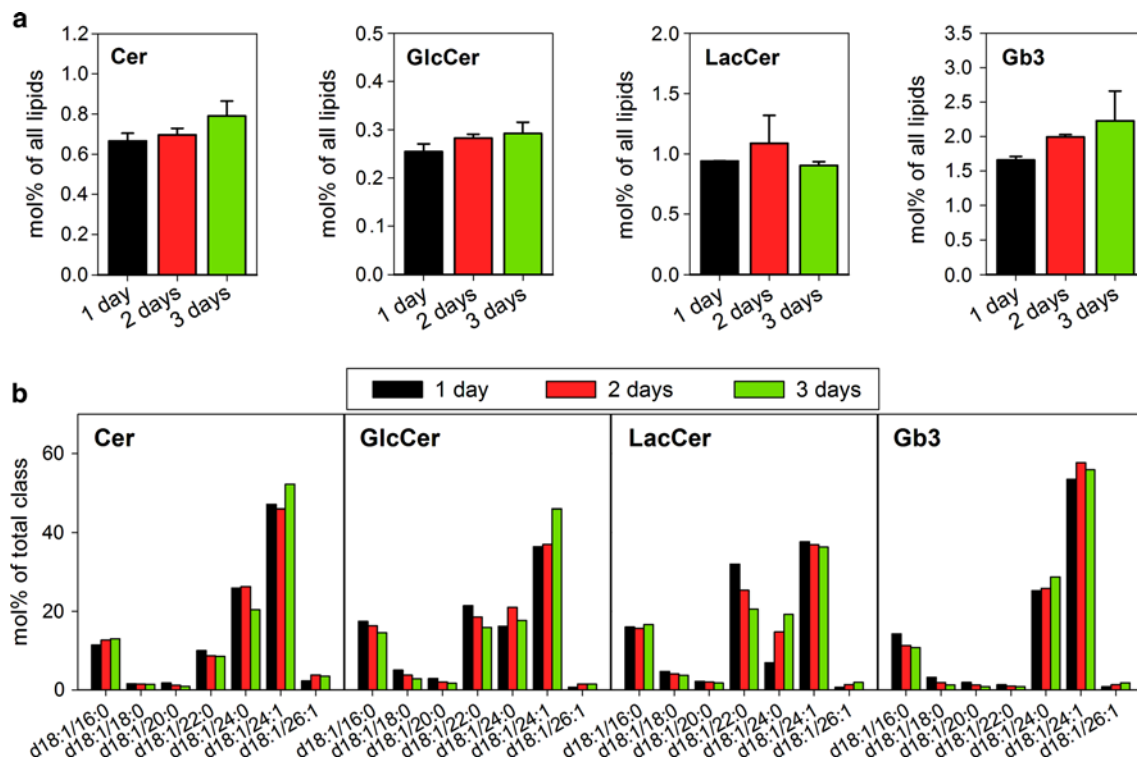 a
Cer
GlcCer
LacCer
Gb3
mol% of all lipids
1.2
1.0
0.8
0.6
0.4
0.2
0.0
1 day
2 days
3 days
mol% of all lipids
0.5
0.4
0.3
0.2
0.1
0.0
1 day
2 days
3 days
mol% of all lipids
2.0
1.5
1.0
0.5
0.0
1 day
2 days
3 days
mol% of all lipids
3.5
3.0
2.5
2.0
1.5
1.0
0.5
0.0
1 day
2 days
3 days
b
1 day 2 days 3 days
Cer
GlcCer
LacCer
Gb3
mol% of total class
60
40
20
0
d18:1/16:0
d18:1/18:0
d18:1/20:0
d18:1/22:0
d18:1/24:0
d18:1/24:1
d18:1/26:1
d18:1/16:0
d18:1/18:0
d18:1/20:0
d18:1/22:0
d18:1/24:0
d18:1/24:1
d18:1/26:1
d18:1/16:0
d18:1/18:0
d18:1/20:0
d18:1/22:0
d18:1/24:0
d18:1/24:1
d18:1/26:1
d18:1/16:0
d18:1/18:0
d18:1/20:0
d18:1/22:0
d18:1/24:0
d18:1/24:1
d18:1/26:1